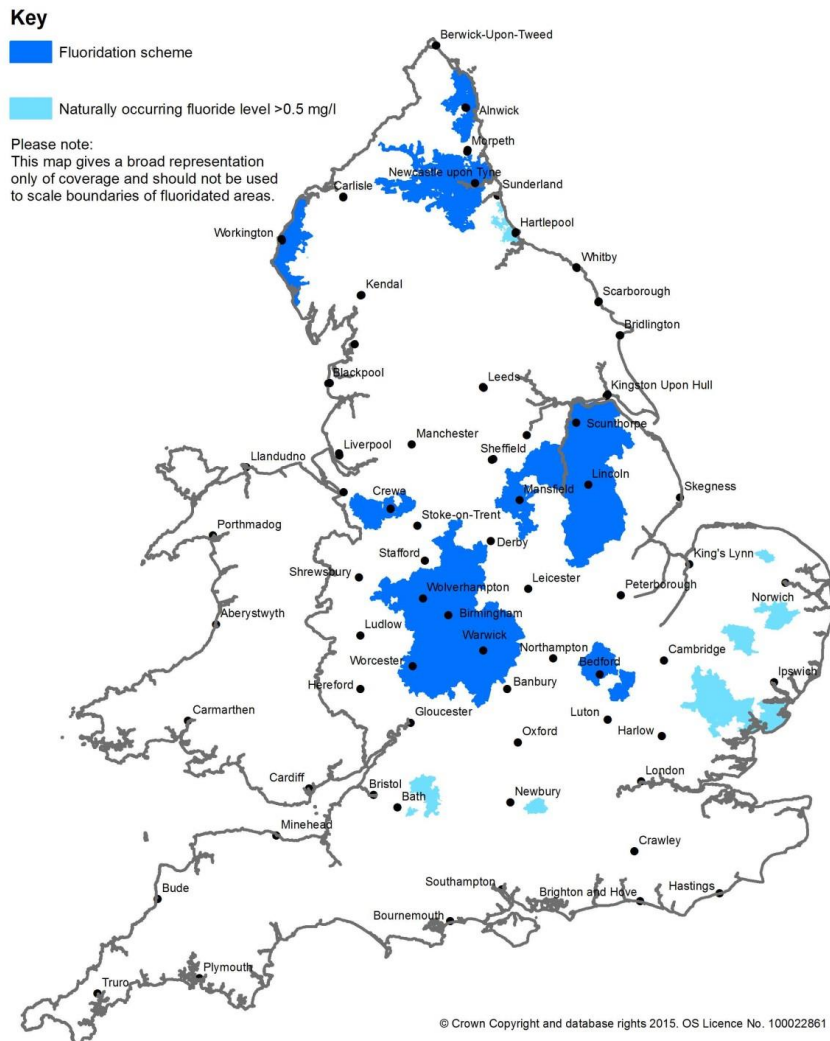 Key
Fluoridation scheme
Naturally occurring fluoride level >0.5 mg/l
Please note:
This map gives a broad representation
only of coverage and should not be used
to scale boundaries of fluoridated areas.
Berwick-Upon-Tweed
Alnwick
Morpeth
Newcastle upon Tyne
Sunderland
Carlisle
Hartlepool
Workington
Whitby
Kendal
Scarborough
Bridlington
Blackpool
Leeds
Kingston Upon Hull
Scunthorpe
Manchester
Liverpool
Sheffield
Llandudno
Lincoln
Crewe
Mansfield
Skegness
Stoke-on-Trent
Porthmadog
Derby
Stafford
King's Lynn
Shrewsbury
Leicester
Peterborough
Norwich
Wolverhampton
Birmingham
Aberystwyth
Ludlow
Warwick
Northampton
Cambridge
Worcester
Bedford
Ipswich
Hereford
Banbury
Carmarthen
Gloucester
Luton
Harlow
Oxford
Cardiff
London
Bristol
Bath
Newbury
Minehead
Crawley
Southampton
Brighton and Hove
Hastings
Bude
Bournemouth
Plymouth
Truro
© Crown Copyright and database rights 2015. OS Licence No. 100022861